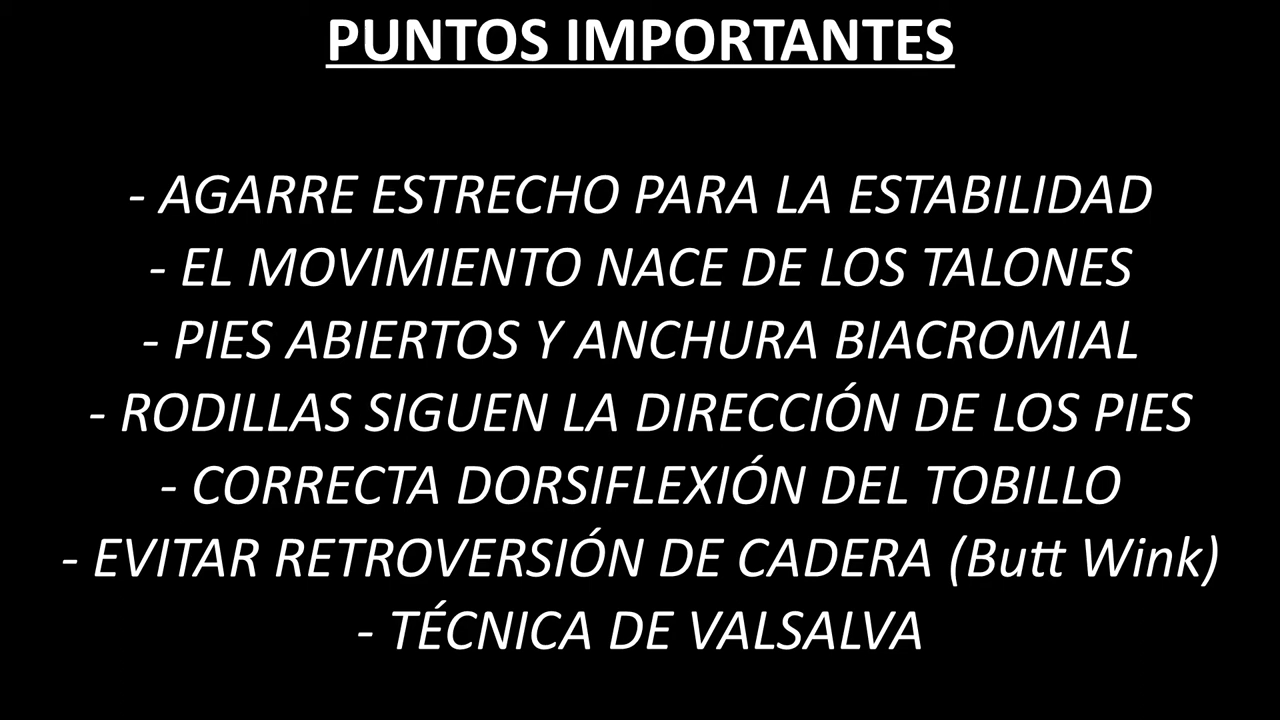 PUNTOS IMPORTANTES
- AGARRE ESTRECHO PARA LA ESTABILIDAD
- EL MOVIMIENTO NACE DE LOS TALONES
- PIES ABIERTOS Y ANCHURA BIACROMIAL
- RODILLAS SIGUEN LA DIRECCIÓN DE LOS PIES
- CORRECTA DORSIFLEXIÓN DEL TOBILLO
- EVITAR RETROVERSIÓN DE CADERA (Butt Wink)
- TÉCNICA DE VALSALVA